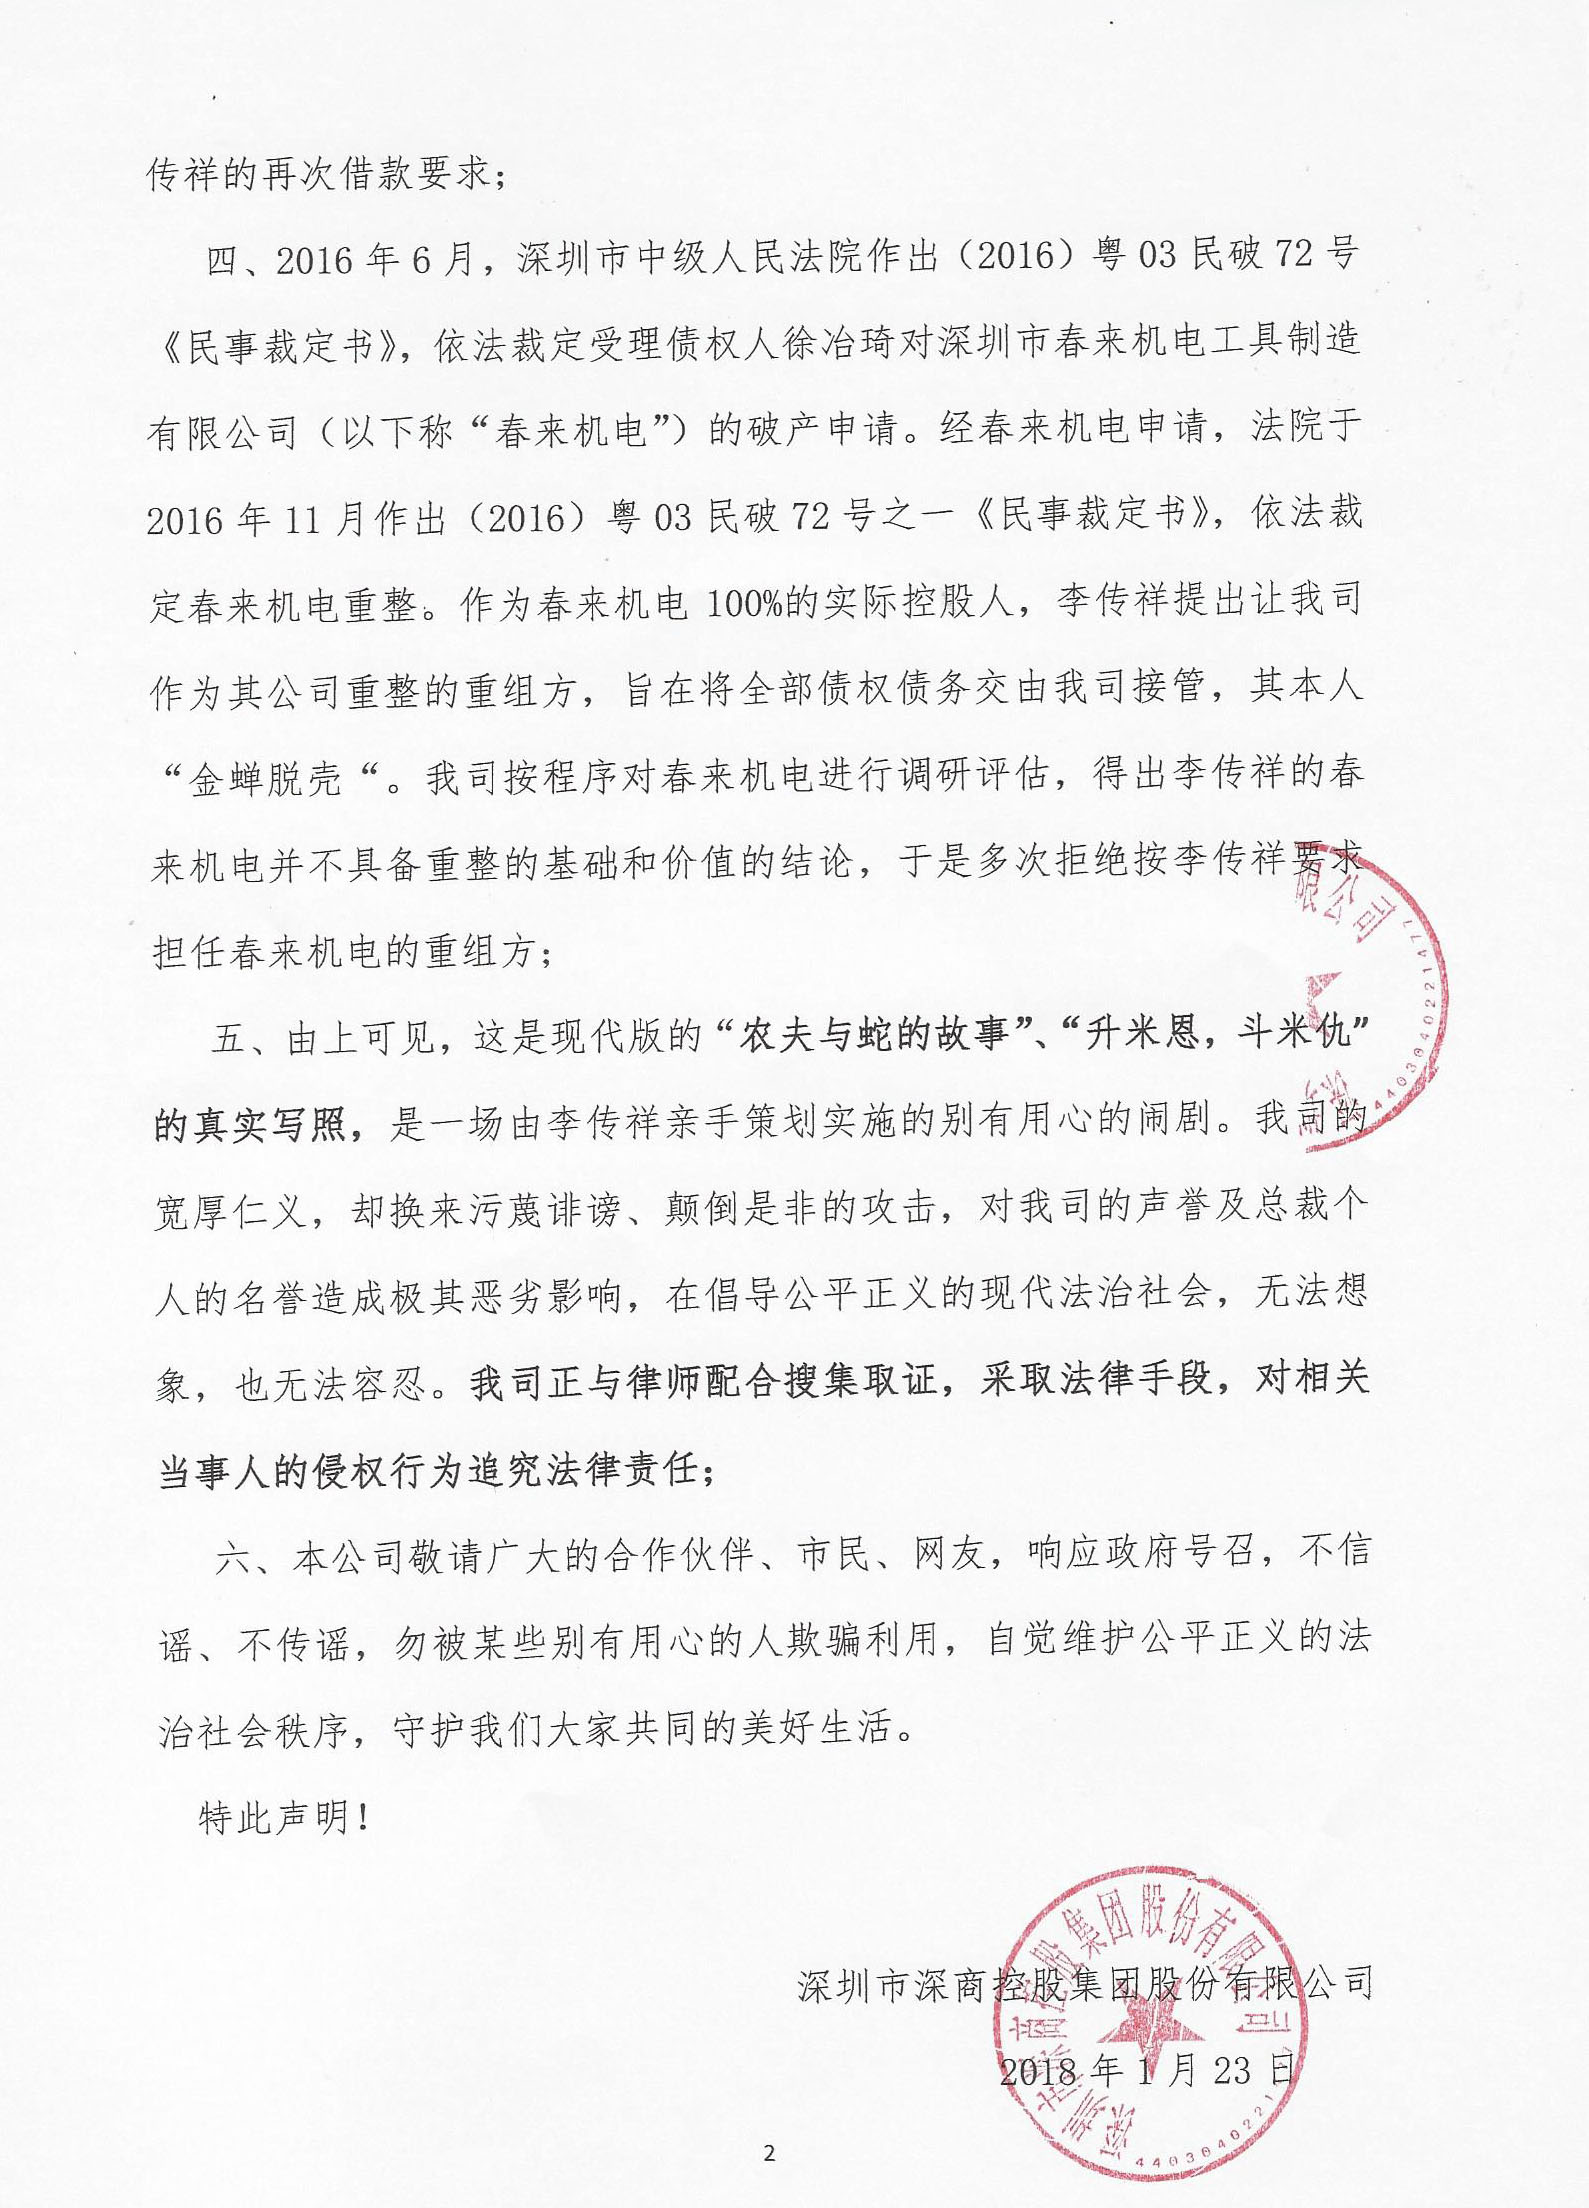 传祥的再次借款要求；
四、2016 年 6 月，深圳市中级人民法院作出（2016）粤 03 民破 72 号
《民事裁定书》，依法裁定受理债权人徐冶琦对深圳市春来机电工具制造
有限公司（以下称“春来机电”）的破产申请。经春来机电申请，法院于
2016 年 11 月作出（2016）粤 03 民破 72 号之一《民事裁定书》，依法裁
定春来机电重整。作为春来机电 100%的实际控股人，李传祥提出让我司
作为其公司重整的重组方，旨在将全部债权债务交由我司接管，其本人
“金蝉脱壳“。我司按程序对春来机电进行调研评估，得出李传祥的春
来机电并不具备重整的基础和价值的结论，于是多次拒绝按李传祥要求
担任春来机电的重组方；
五、由上可见，这是现代版的“农夫与蛇的故事”、“升米恩，斗米仇”
的真实写照，是一场由李传祥亲手策划实施的别有用心的闹剧。我司的
宽厚仁义，却换来污蔑诽谤、颠倒是非的攻击，对我司的声誉及总裁个
人的名誉造成极其恶劣影响，在倡导公平正义的现代法治社会，无法想
象，也无法容忍。我司正与律师配合搜集取证，采取法律手段，对相关
当事人的侵权行为追究法律责任；
六、本公司敬请广大的合作伙伴、市民、网友，响应政府号召，不信
谣、不传谣，勿被某些别有用心的人欺骗利用，自觉维护公平正义的法
治社会秩序，守护我们大家共同的美好生活。
特此声明！
深圳市深商控股集团股份有限公司
2018 年 1 月 23 日
2
限公司
深圳市深商控股集团股份有限公司